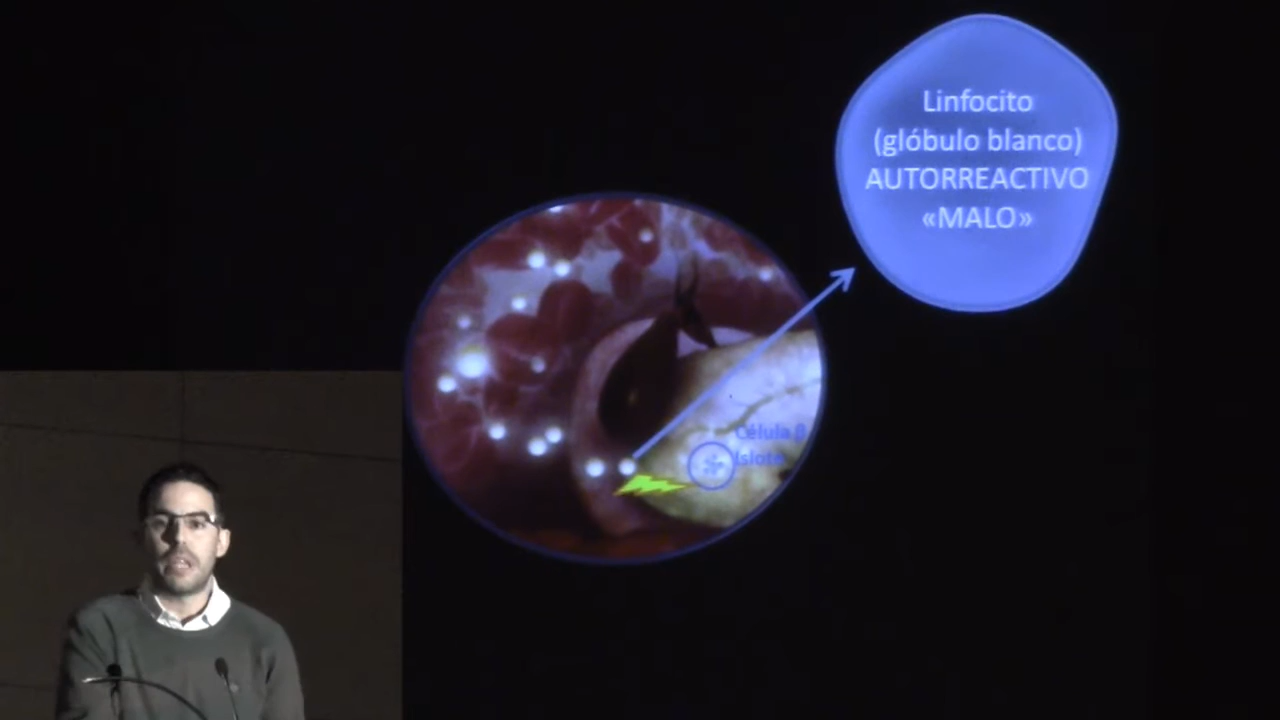 Linfocito
(glóbulo blanco)
AUTORREACTIVO
«MALO»
Célula β
Islote